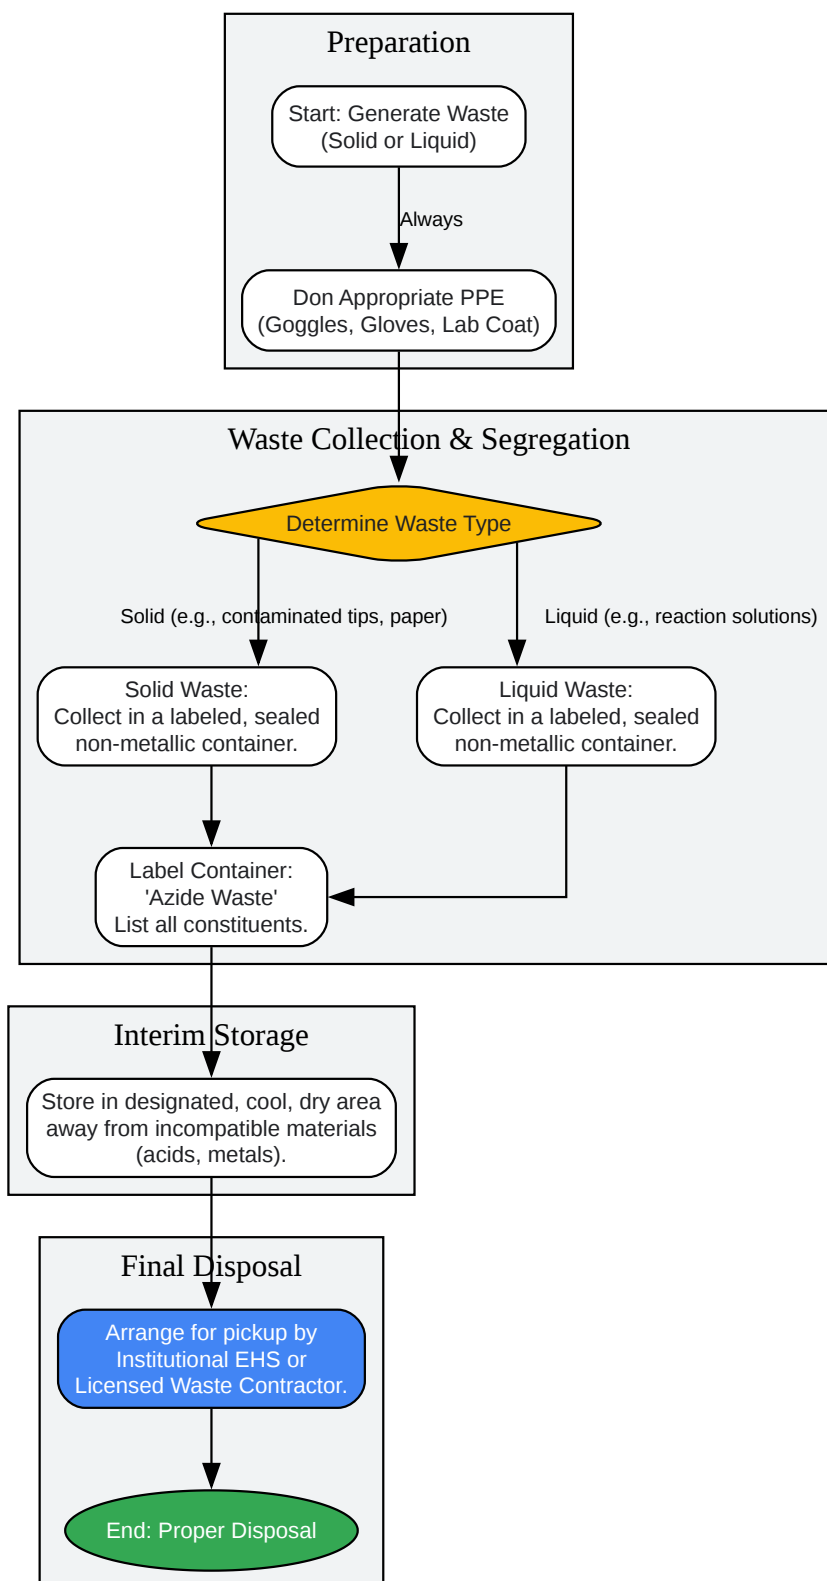 Preparation
Start: Generate Waste
(Solid or Liquid)
Always
Don Appropriate PPE
(Goggles, Gloves, Lab Coat)
Waste Collection & Segregation
Determine Waste Type
Solid (e.g., contaminated tips, paper)
Liquid (e.g., reaction solutions)
Solid Waste:
Collect in a labeled, sealed
non-metallic container.
Liquid Waste:
Collect in a labeled, sealed
non-metallic container.
Label Container:
'Azide Waste'
List all constituents.
Interim Storage
Store in designated, cool, dry area
away from incompatible materials
(acids, metals).
Final Disposal
Arrange for pickup by
Institutional EHS or
Licensed Waste Contractor.
End: Proper Disposal